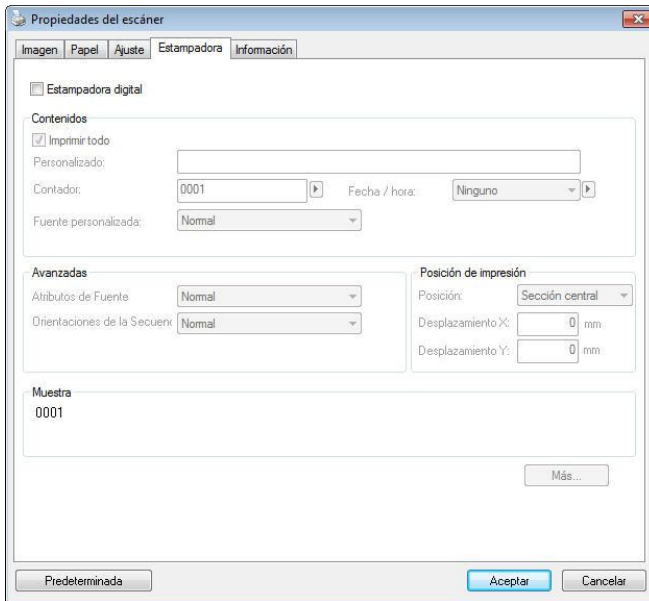 Propiedades del escáner
Imagen Papel Ajuste Estampadora Información
Estampadora digital
Contenidos
Imprimir todo
Personalizado:
Contador: 0001 Fecha / hora: Ninguno
Fuente personalizada: Normal
Avanzadas
Atributos de Fuente Normal
Orientaciones de la Secuen Normal
Posición de impresión
Posición: Sección central
Desplazamiento X: 0 mm
Desplazamiento Y: 0 mm
Muestra
0001
Más...
Predeterminada Aceptar Cancelar